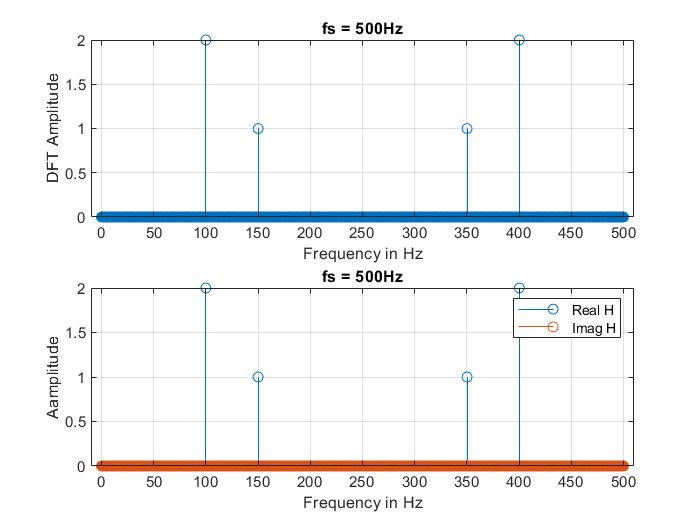 fs = 500Hz
2
1.5
1
0.5
0
DFT Amplitude
0 50 100 150 200 250 300 350 400 450 500
Frequency in Hz
fs = 500Hz
2
1.5
1
0.5
0
Aamplitude
Real H
Imag H
0 50 100 150 200 250 300 350 400 450 500
Frequency in Hz